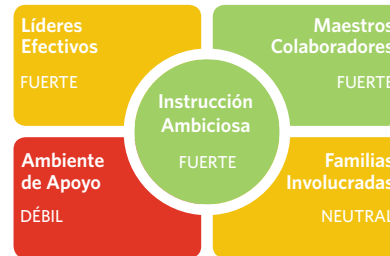 Líderes
Efectivos
FUERTE
Maestros
Colaboradores
FUERTE
Instrucción
Ambiciosa
FUERTE
Ambiente
de Apoyo
DÉBIL
Familias
Involucradas
NEUTRAL